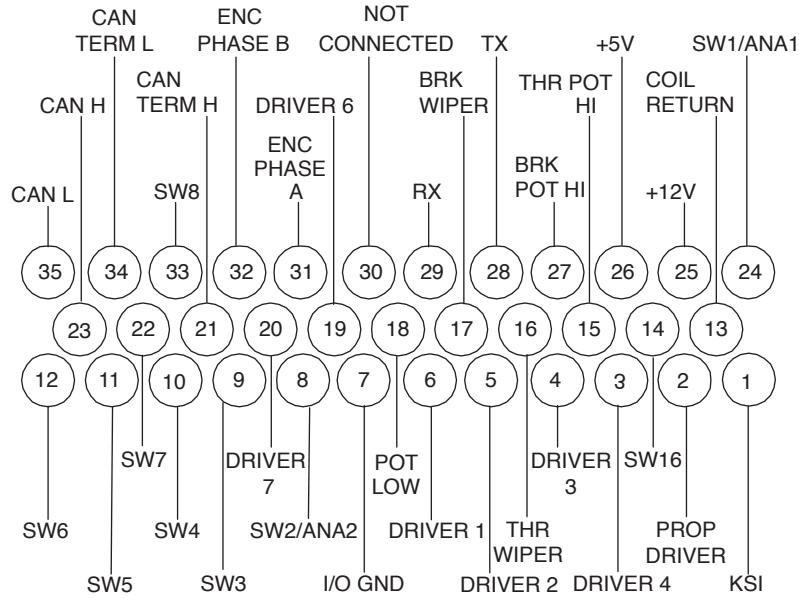 CAN
TERM L
ENC
PHASE B
NOT
CONNECTED
TX
+5V
SW1/ANA1
CAN H
CAN
TERM H
DRIVER 6
BRK
WIPER
THR POT
HI
COIL
RETURN
CAN L
SW8
ENC
PHASE
A
RX
BRK
POT HI
+12V
35 34 33 32 31 30 29 28 27 26 25 24
23 22 21 20 19 18 17 16 15 14 13
12 11 10 9 8 7 6 5 4 3 2 1
SW7
DRIVER
7
POT
LOW
DRIVER
3
SW16
SW6
SW4
SW2/ANA2
DRIVER 1
THR
WIPER
PROP
DRIVER
SW5
SW3
I/O GND
DRIVER 2
DRIVER 4
KSI